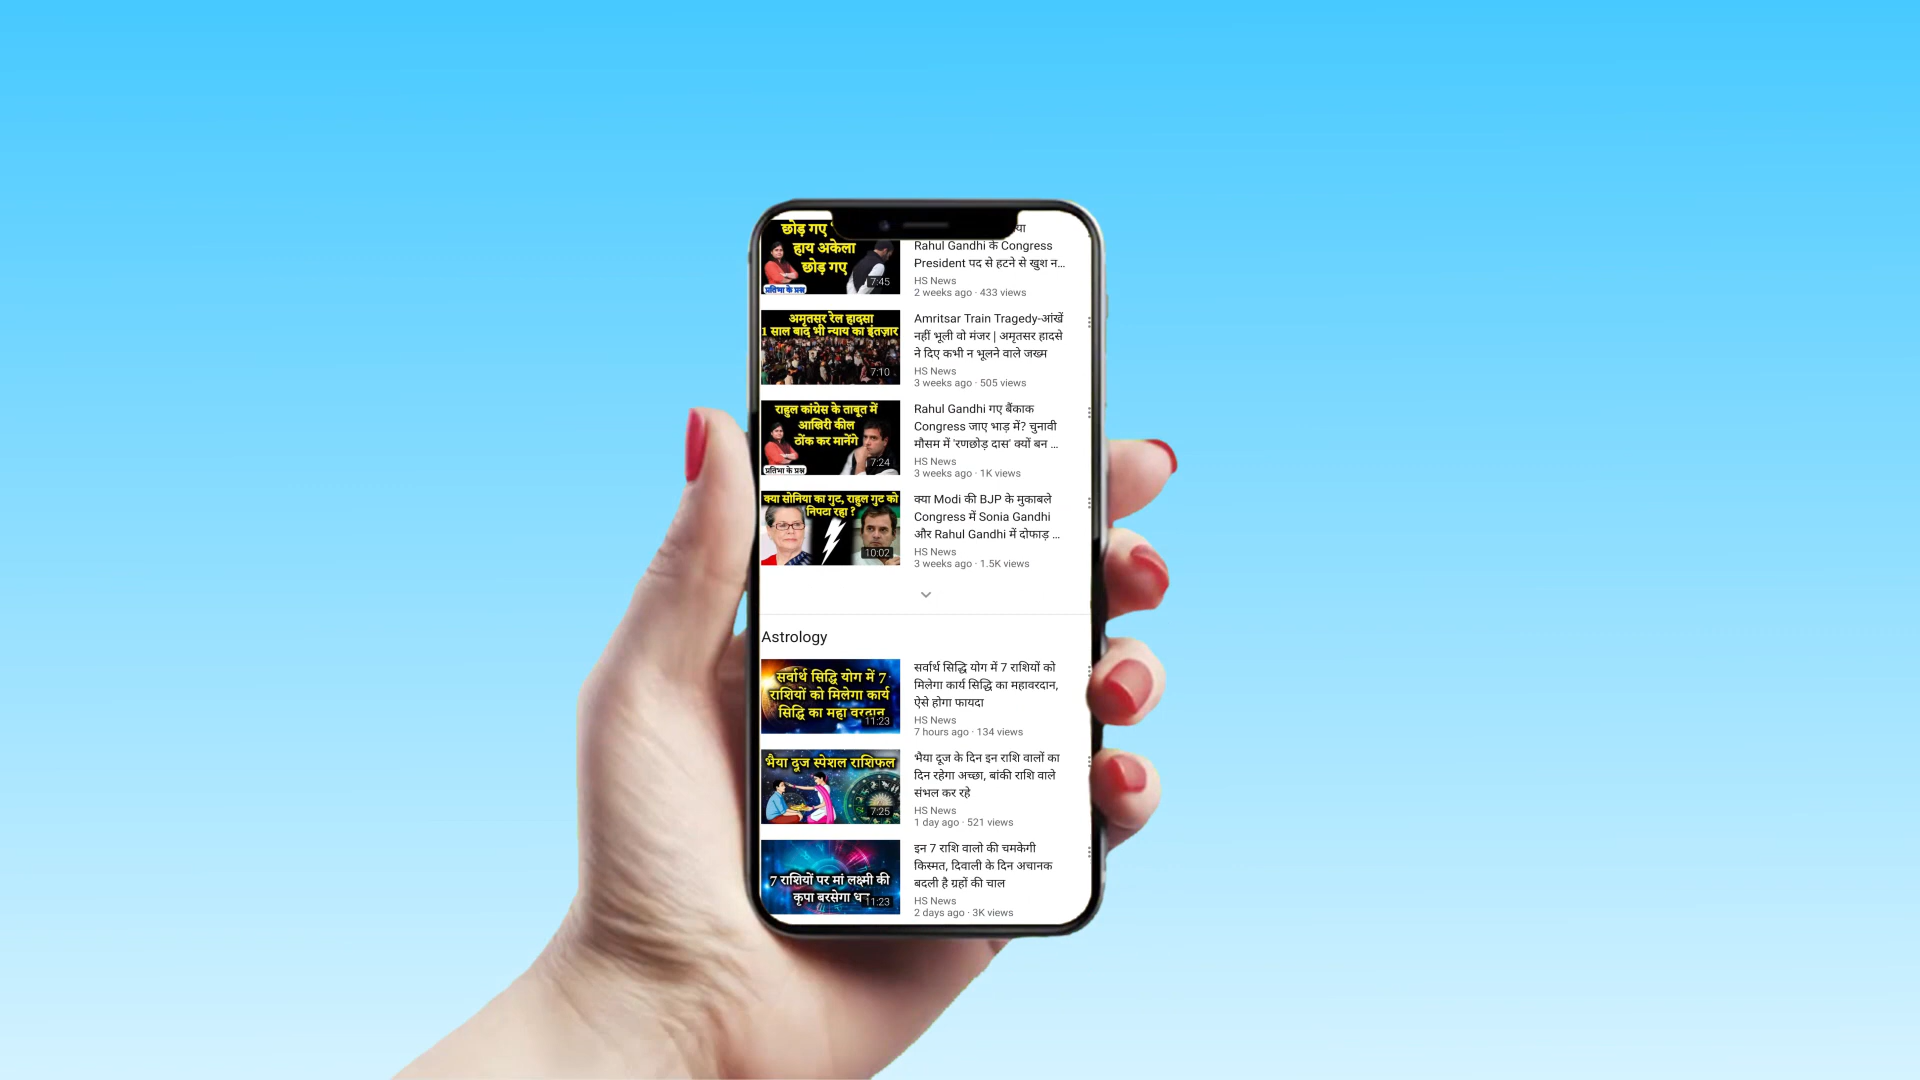 छोड़ गए '
हाय अकेला
छोड़ गए
प्रतिभा के प्रश्न
7:45
Rahul Gandhi के Congress
President पद से हटने से खुश न...
HS News
2 weeks ago · 433 views
अमृतसर रेल हादसा
1 साल बाद भी न्याय का इंतज़ार
7:10
Amritsar Train Tragedy-आंखें
नहीं भूली वो मंजर | अमृतसर हादसे
ने दिए कभी न भूलने वाले जख्म
HS News
3 weeks ago · 505 views
राहुल कांग्रेस के ताबूत में
आखिरी कील
ठोंक कर मानेंगे
प्रतिभा के प्रश्न
7:24
Rahul Gandhi गए बैंकाक
Congress जाए भाड़ में? चुनावी
मौसम में 'रणछोड़ दास' क्यों बन ...
HS News
3 weeks ago · 1K views
क्या सोनिया का गुट, राहुल गुट को
निपटा रहा ?
10:02
क्या Modi की BJP के मुकाबले
Congress में Sonia Gandhi
और Rahul Gandhi में दोफाड़ ...
HS News
3 weeks ago · 1.5K views
Astrology
सर्वार्थ सिद्धि योग में 7
राशियों को मिलेगा कार्य
सिद्धि का महा वरदान
11:23
सर्वार्थ सिद्धि योग में 7 राशियों को
मिलेगा कार्य सिद्धि का महावरदान,
ऐसे होगा फायदा
HS News
7 hours ago · 134 views
भैया दूज स्पेशल राशिफल
7:25
भैया दूज के दिन इन राशि वालों का
दिन रहेगा अच्छा, बांकी राशि वाले
संभल कर रहे
HS News
1 day ago · 521 views
7 राशियों पर मां लक्ष्मी की
कृपा बरसेगा
11:23
इन 7 राशि वालो की चमकेगी
किस्मत, दिवाली के दिन अचानक
बदली है ग्रहों की चाल
HS News
2 days ago · 3K views